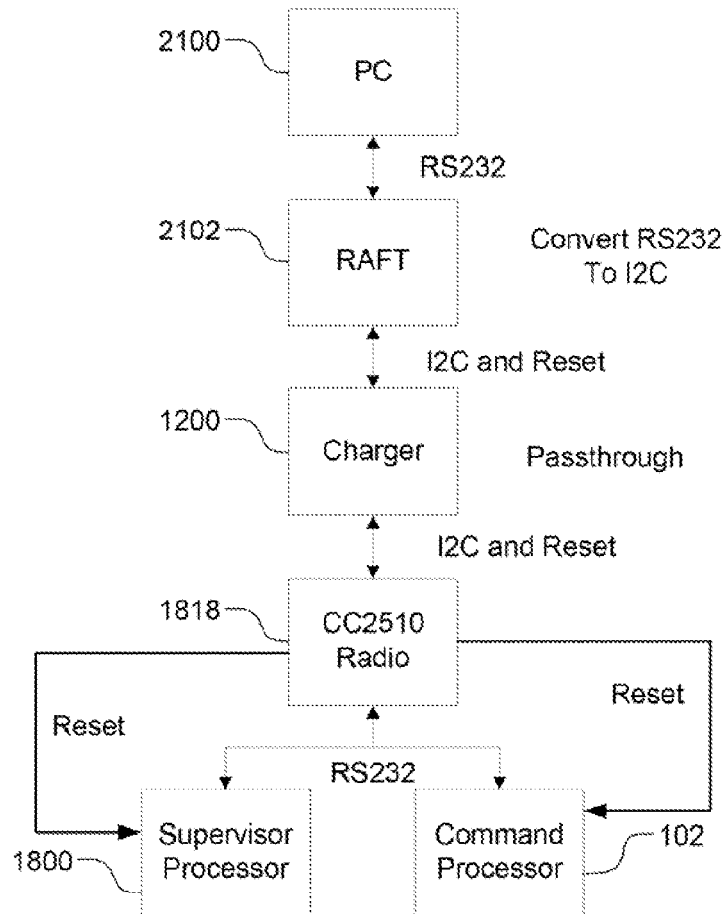 2100
PC
RS232
2102
RAFT
Convert RS232
To I2C
I2C and Reset
1200
Charger
Passthrough
I2C and Reset
1818
CC2510
Radio
Reset
Reset
RS232
Supervisor
Processor
1800
Command
Processor
102